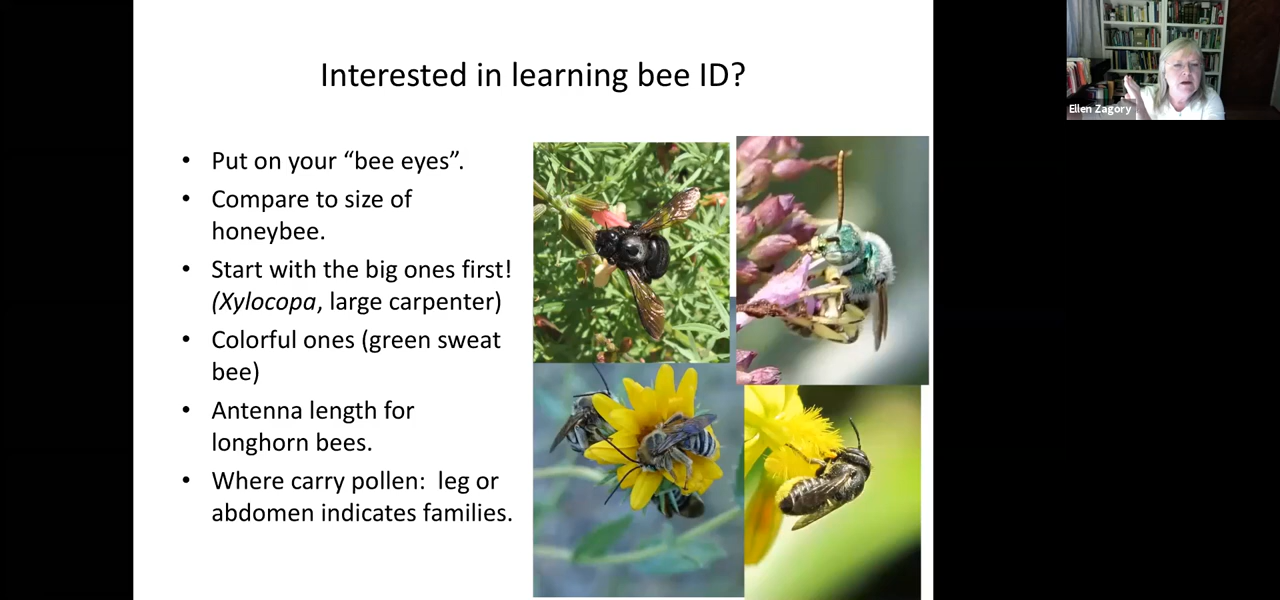 Interested in learning bee ID?
• Put on your “bee eyes”.
• Compare to size of
honeybee.
• Start with the big ones first!
(Xylocopa, large carpenter)
• Colorful ones (green sweat
bee)
• Antenna length for
longhorn bees.
• Where carry pollen:  leg or
abdomen indicates families.
Ellen Zagory